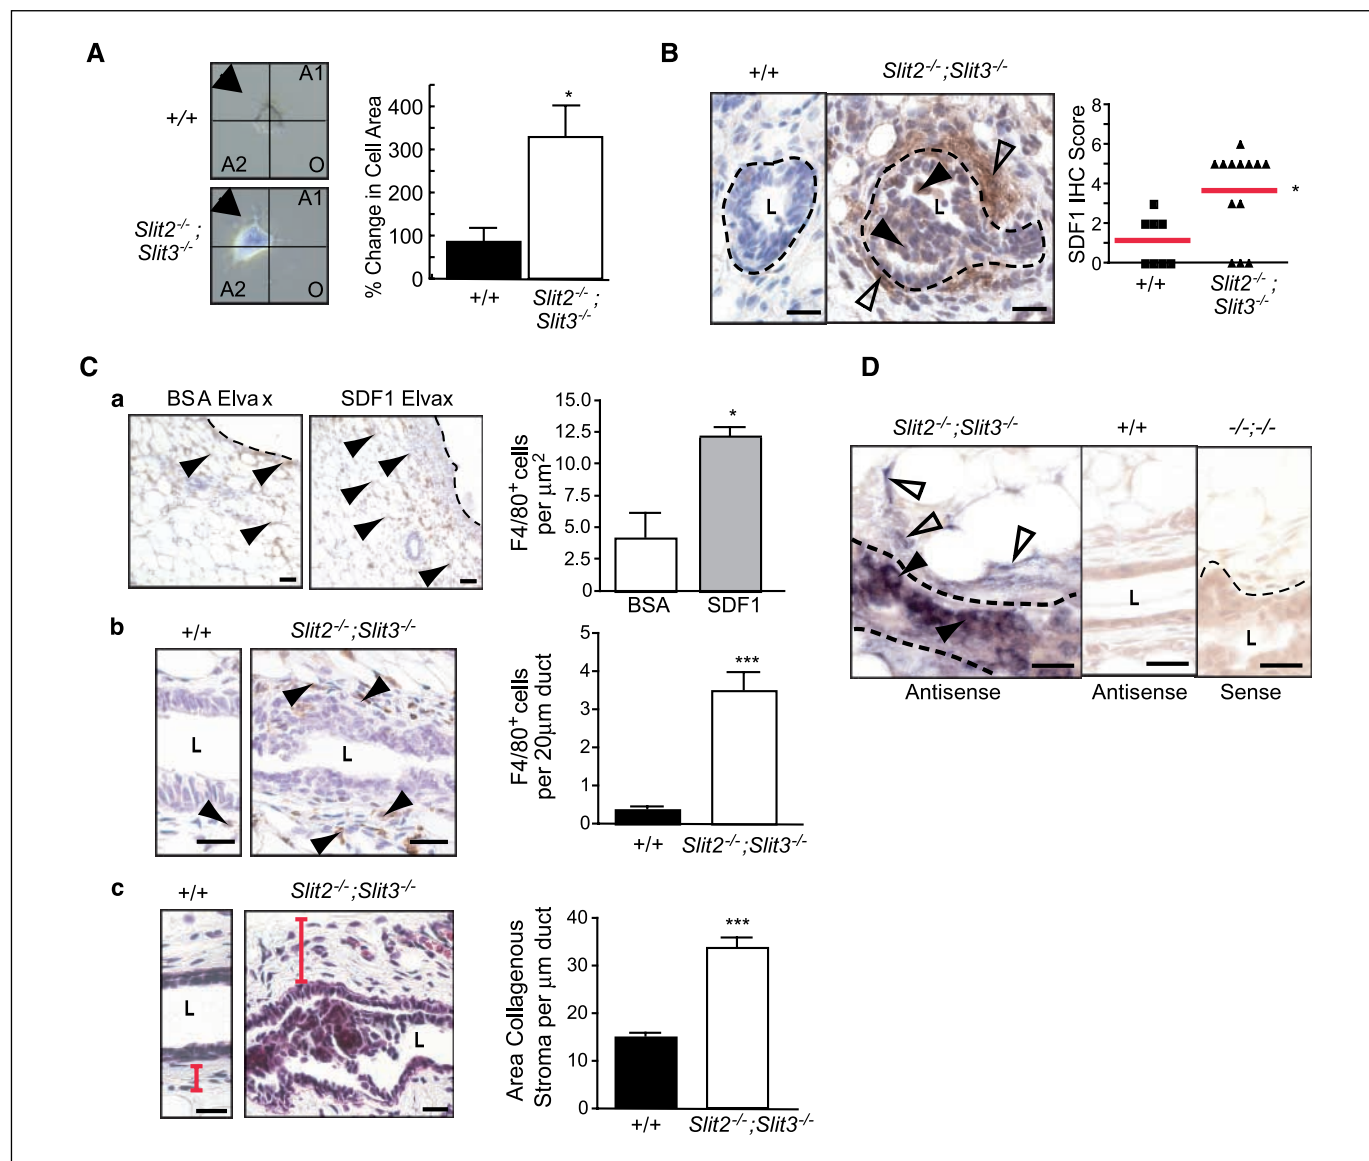 A
A1
+/+
A2
O
A1
Slit2-/- ;
Slit3-/-
A2
O
% Change in Cell Area
400
300
200
100
0
*
+/+
Slit2-/- ;
Slit3-/-
B
+/+
Slit2-/-;Slit3-/-
L
L
SDF1 IHC Score
8
6
4
2
0
*
+/+
Slit2-/- ;
Slit3-/-
C
a
BSA Elvax
SDF1 Elvax
F4/80+ cells
per µm2
15.0
12.5
10.0
7.5
5.0
2.5
0
*
BSA
SDF1
b
+/+
Slit2-/-;Slit3-/-
L
L
F4/80+ cells
per 20µm duct
5
4
3
2
1
0
***
+/+
Slit2-/-;Slit3-/-
c
+/+
Slit2-/-;Slit3-/-
L
L
Area Collagenous
Stroma per µm duct
40
30
20
10
0
***
+/+
Slit2-/-;Slit3-/-
D
Slit2-/-;Slit3-/-
+/+
-/-;-/-
L
L
Antisense
Antisense
Sense